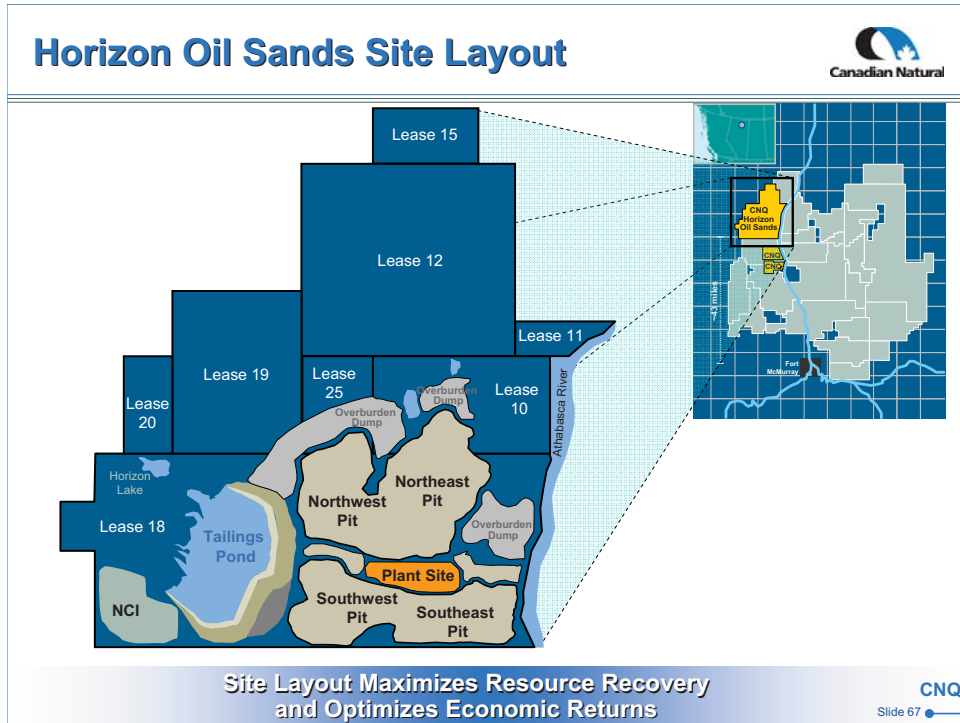 Horizon Oil Sands Site Layout
Canadian Natural
Lease 15
Lease 12
Lease 11
Lease 19
Lease
25
Lease
20
Lease
10
Overburden
Dump
Overburden
Dump
Athabasca River
Horizon
Lake
Lease 18
Tailings
Pond
Northwest
Pit
Northeast
Pit
Overburden
Dump
Plant Site
NCI
Southwest
Pit
Southeast
Pit
CNQ
Horizon
Oil Sands
CNQ
CNQ
~43 miles
Fort
McMurray
Site Layout Maximizes Resource Recovery
and Optimizes Economic Returns
CNQ
Slide 67